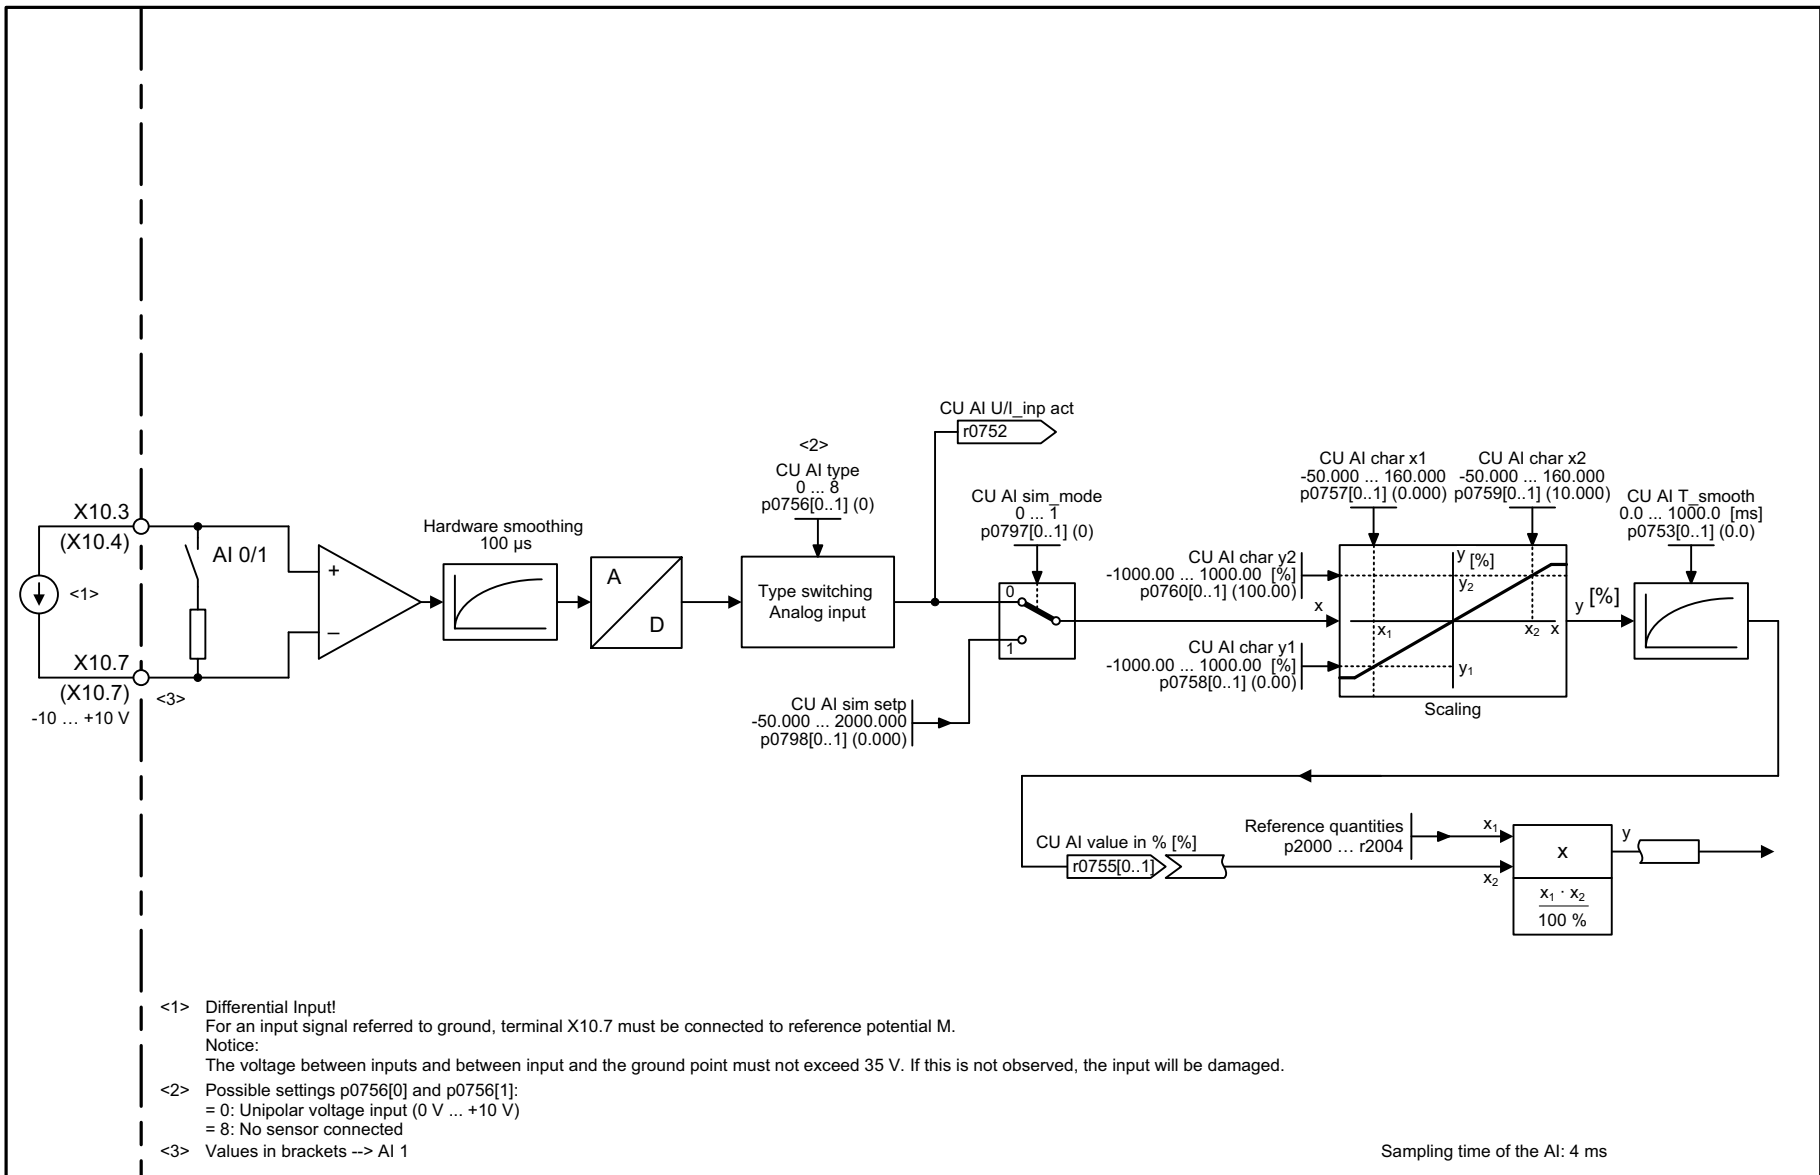 CU AI U/I_inp act
r0752
<2>
CU AI type
0 ... 8
p0756[0..1] (0)
CU AI sim_mode
0 ... 1
p0797[0..1] (0)
CU AI char x1
-50.000 ... 160.000
p0757[0..1] (0.000)
CU AI char x2
-50.000 ... 160.000
p0759[0..1] (10.000)
CU AI T_smooth
0.0 ... 1000.0 [ms]
p0753[0..1] (0.0)
X10.3
(X10.4)
AI 0/1
<1>
X10.7
(X10.7)
-10 … +10 V
<3>
+
–
Hardware smoothing
100 µs
A
D
Type switching
Analog input
0
1
CU AI char y2
-1000.00 ... 1000.00 [%]
p0760[0..1] (100.00)
x
CU AI char y1
-1000.00 ... 1000.00 [%]
p0758[0..1] (0.00)
y [%]
y2
x1
x2 x
y1
Scaling
y [%]
CU AI sim setp
-50.000 ... 2000.000
p0798[0..1] (0.000)
CU AI value in % [%]
r0755[0..1]
Reference quantities
p2000 … r2004
x1
x2
x
x1 · x2
100 %
y
<1> Differential Input!
For an input signal referred to ground, terminal X10.7 must be connected to reference potential M.
Notice:
The voltage between inputs and between input and the ground point must not exceed 35 V. If this is not observed, the input will be damaged.
<2> Possible settings p0756[0] and p0756[1]:
= 0: Unipolar voltage input (0 V ... +10 V)
= 8: No sensor connected
<3> Values in brackets --> AI 1
Sampling time of the AI: 4 ms